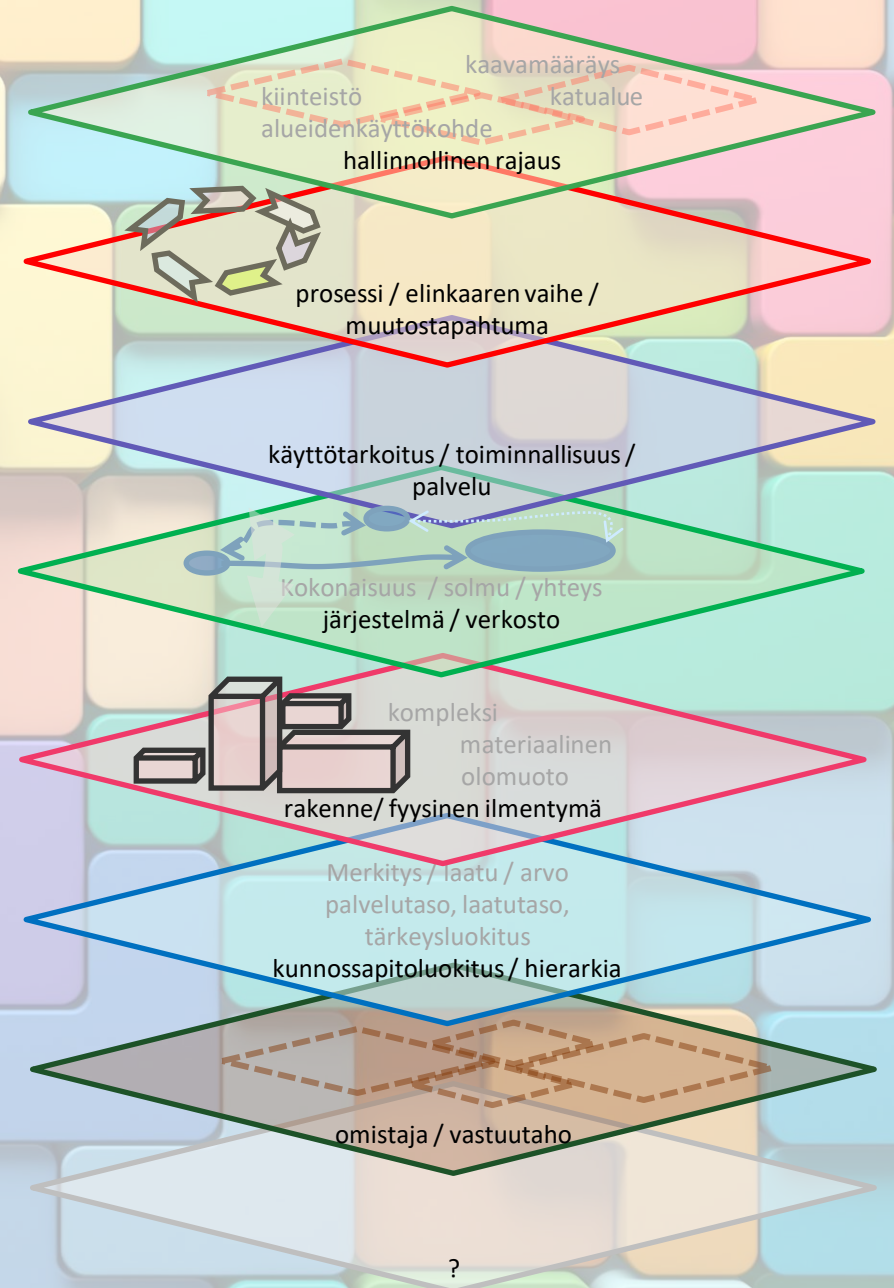 kaavamääräys
kiinteistö katualue
alueidenkäyttökohde
hallinnollinen rajaus
prosessi / elinkaaren vaihe /
muutostapahtuma
käyttötarkoitus / toiminnallisuus /
palvelu
Kokonaisuus / solmu / yhteys
järjestelmä / verkosto
kompleksi
materiaalinen
olomuoto
rakenne/ fyysinen ilmentymä
Merkitys / laatu / arvo
palvelutaso, laatutaso,
tärkeysluokitus
kunnossapitoluokitus / hierarkia
omistaja / vastuutaho
?